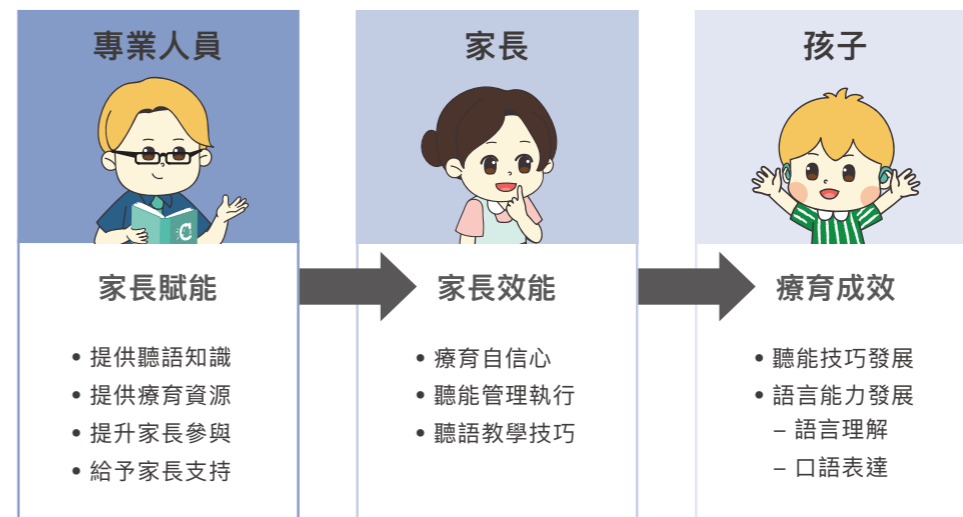 專業人員
家長賦能
• 提供聽語知識
• 提供療育資源
• 提升家長參與
• 給予家長支持
家長
家長效能
• 療育自信心
• 聽能管理執行
• 聽語教學技巧
孩子
療育成效
• 聽能技巧發展
• 語言能力發展
– 語言理解
– 口語表達